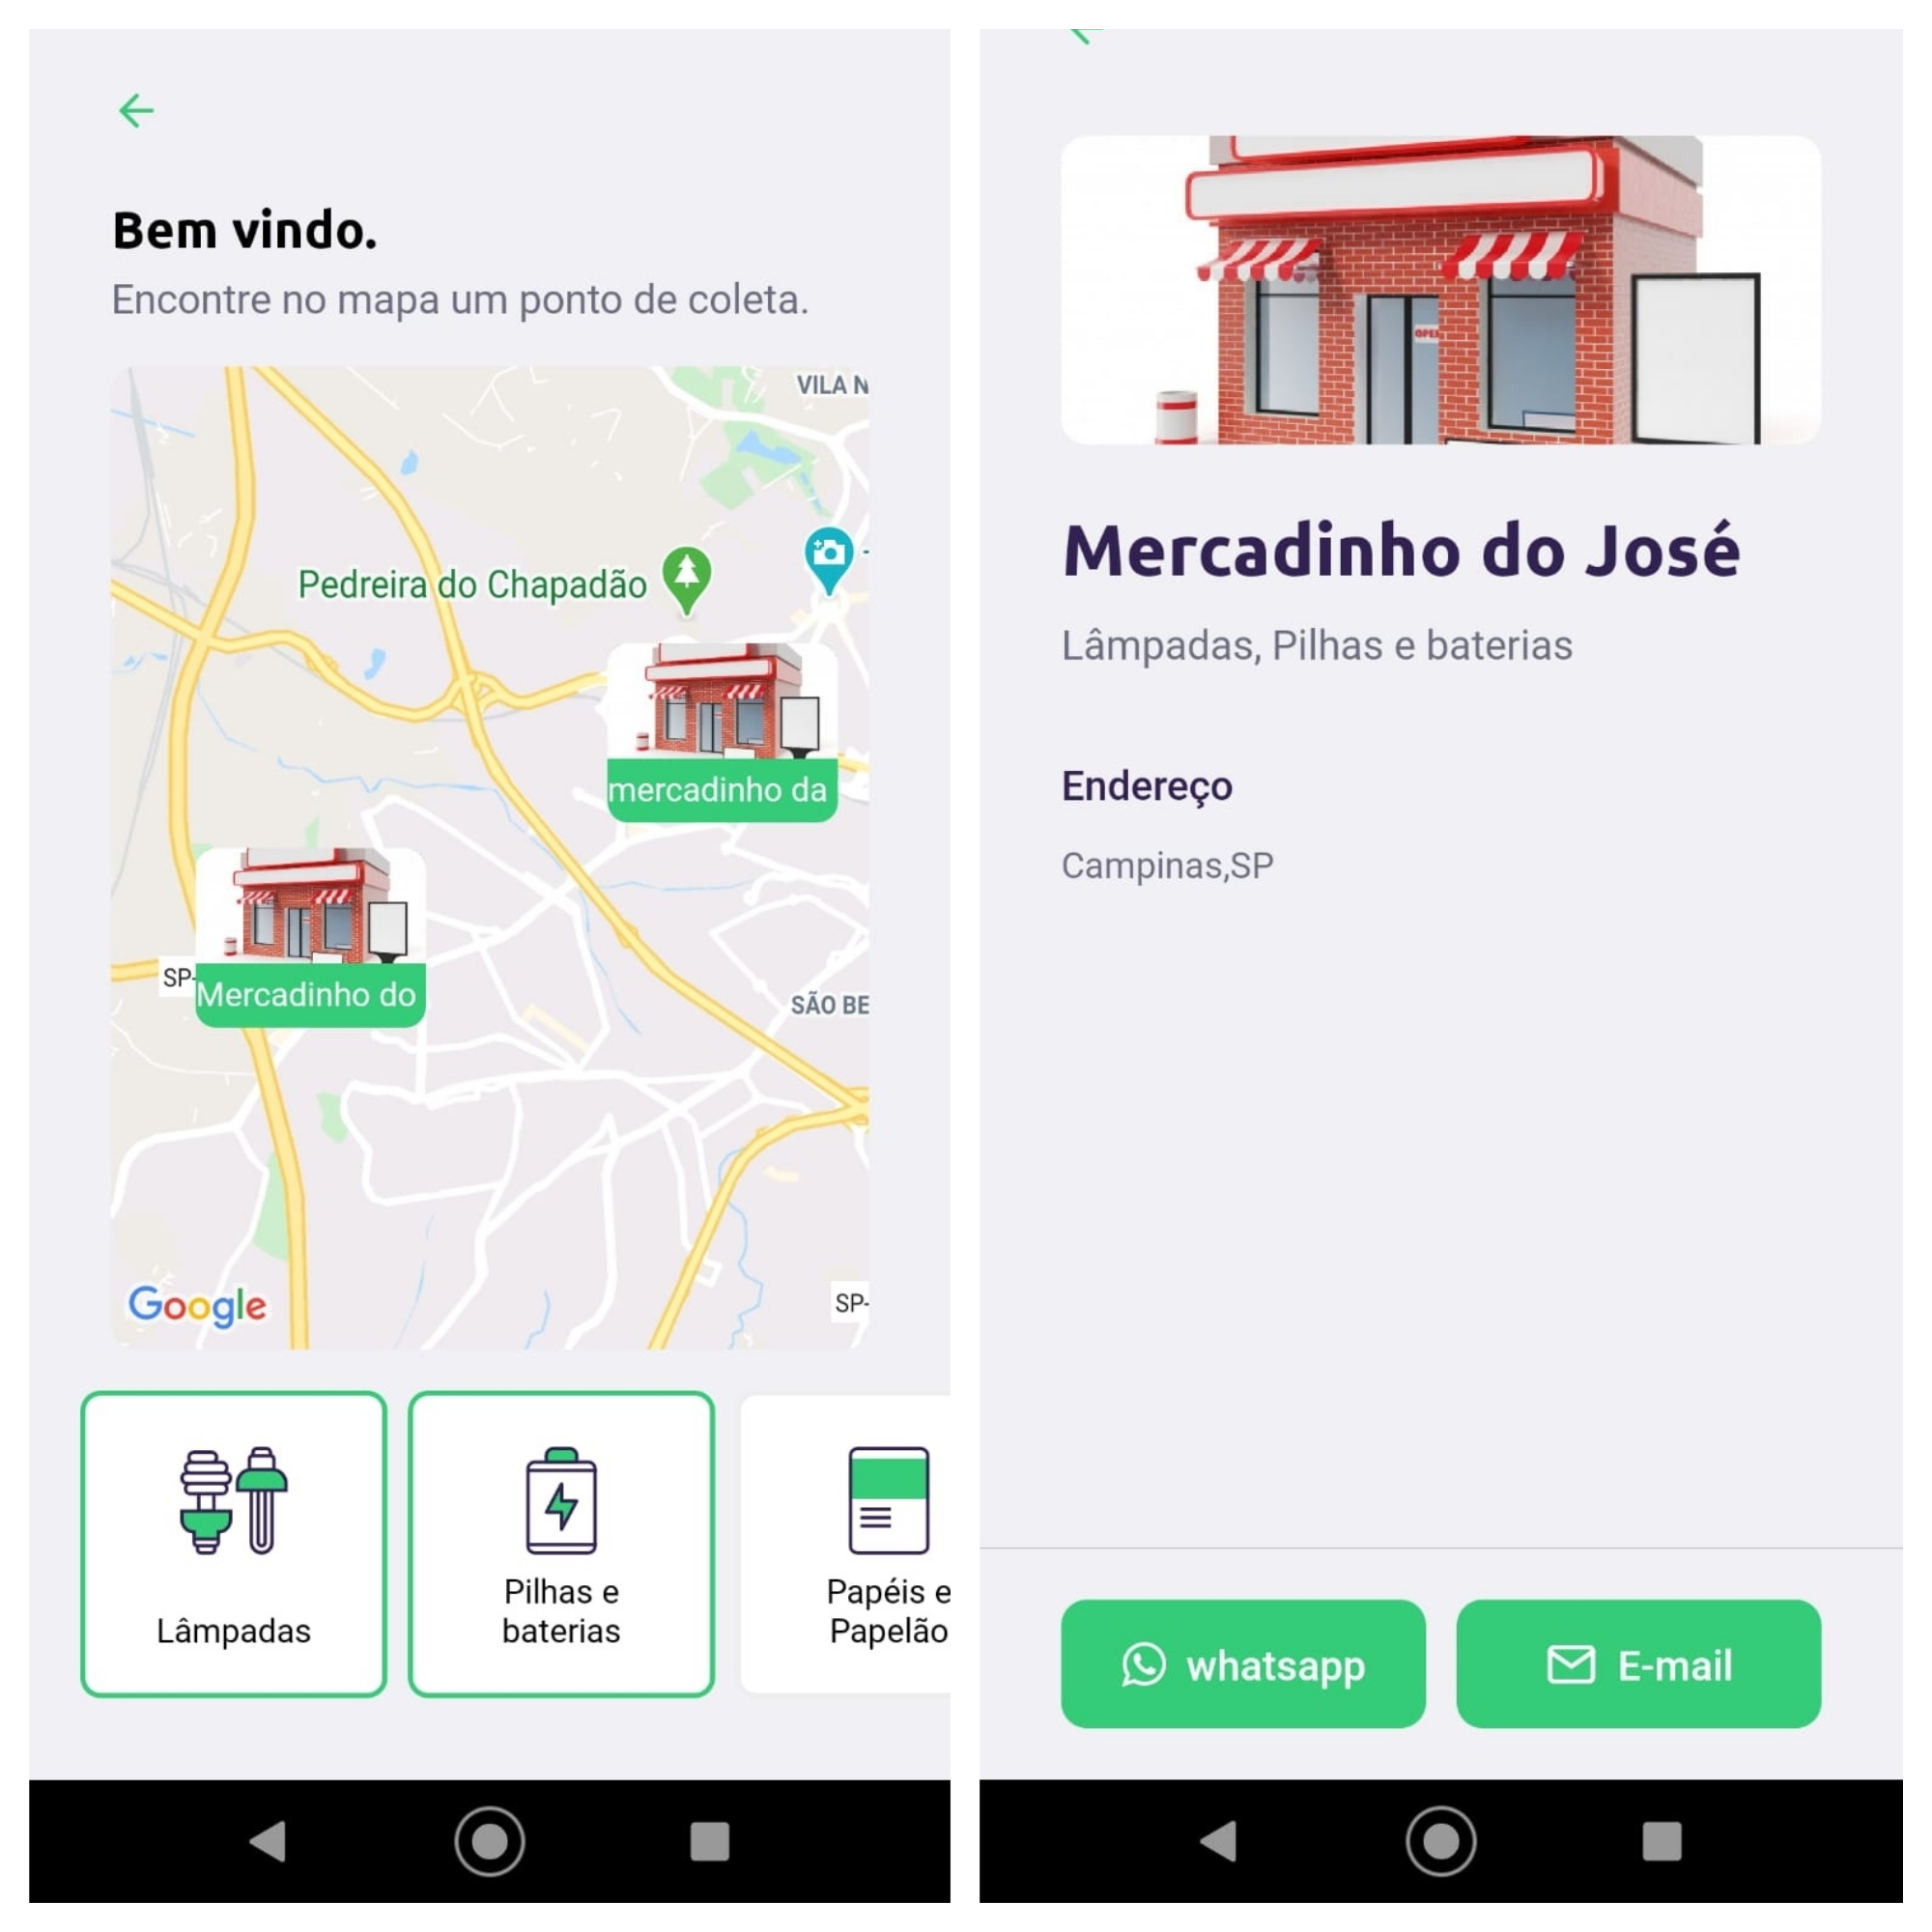 Bem vindo.
Encontre no mapa um ponto de coleta.
VILA N
Pedreira do Chapadão
mercadinho da
SP-
Mercadinho do
SÃO BE
Google
SP-
Lâmpadas
Pilhas e
baterias
Papéis e
Papelão
OPEN
Mercadinho do José
Lâmpadas, Pilhas e baterias
Endereço
Campinas,SP
whatsapp
E-mail